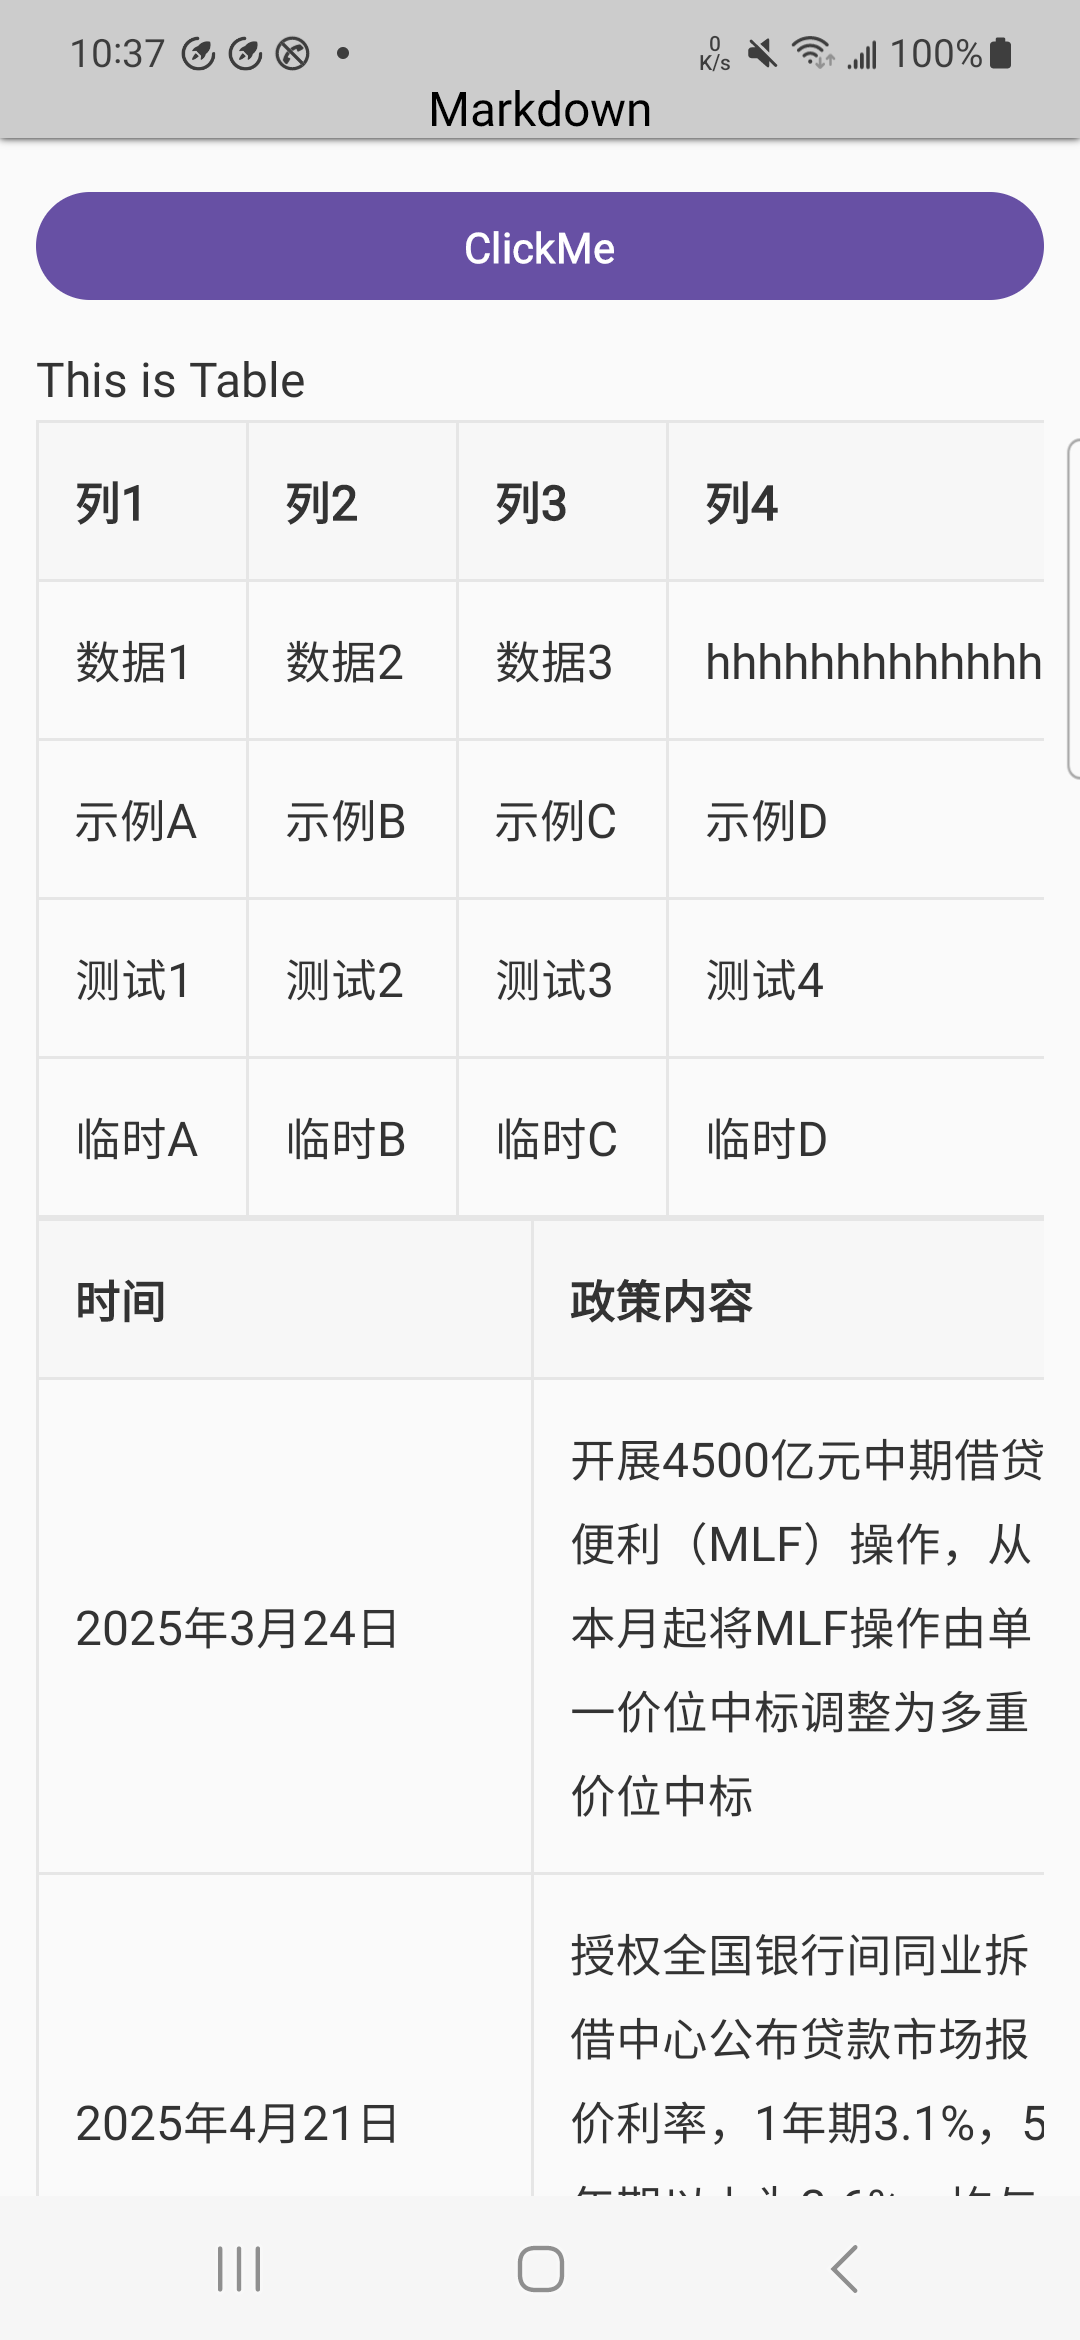 10:37
0 K/s 100%
Markdown
ClickMe
This is Table
列1 列2 列3 列4
数据1 数据2 数据3 hhhhhhhhhhhhh
示例A 示例B 示例C 示例D
测试1 测试2 测试3 测试4
临时A 临时B 临时C 临时D
时间 政策内容
开展4500亿元中期借贷
便利（MLF）操作，从
2025年3月24日 本月起将MLF操作由单
一价位中标调整为多重
价位中标
授权全国银行间同业拆
借中心公布贷款市场报
2025年4月21日 价利率，1年期3.1%，5